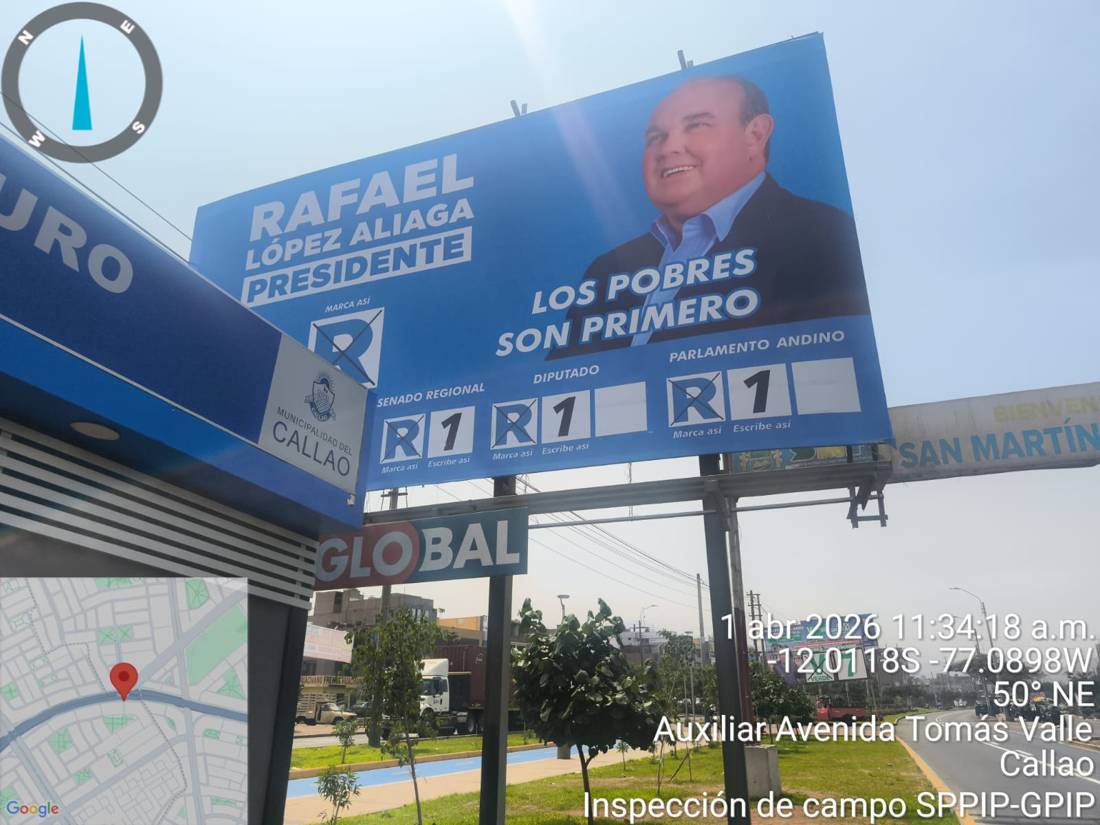 N
E
W
S
URO
MUNICIPALIDAD DEL
CALLAO
RAFAEL
LÓPEZ ALIAGA
PRESIDENTE
MARCA ASÍ
R
LOS POBRES
SON PRIMERO
SENADO REGIONAL
R 1
Marca así Escribe así
DIPUTADO
R 1
Marca así Escribe así
PARLAMENTO ANDINO
R 1
Marca así Escribe así
SAN MARTÍN
GLOBAL
1 abr 2026 11:34:18 a.m.
-12.0118S -77.0898W
50° NE
Auxiliar Avenida Tomás Valle
Callao
Inspección de campo SPPIP-GPIP
Google